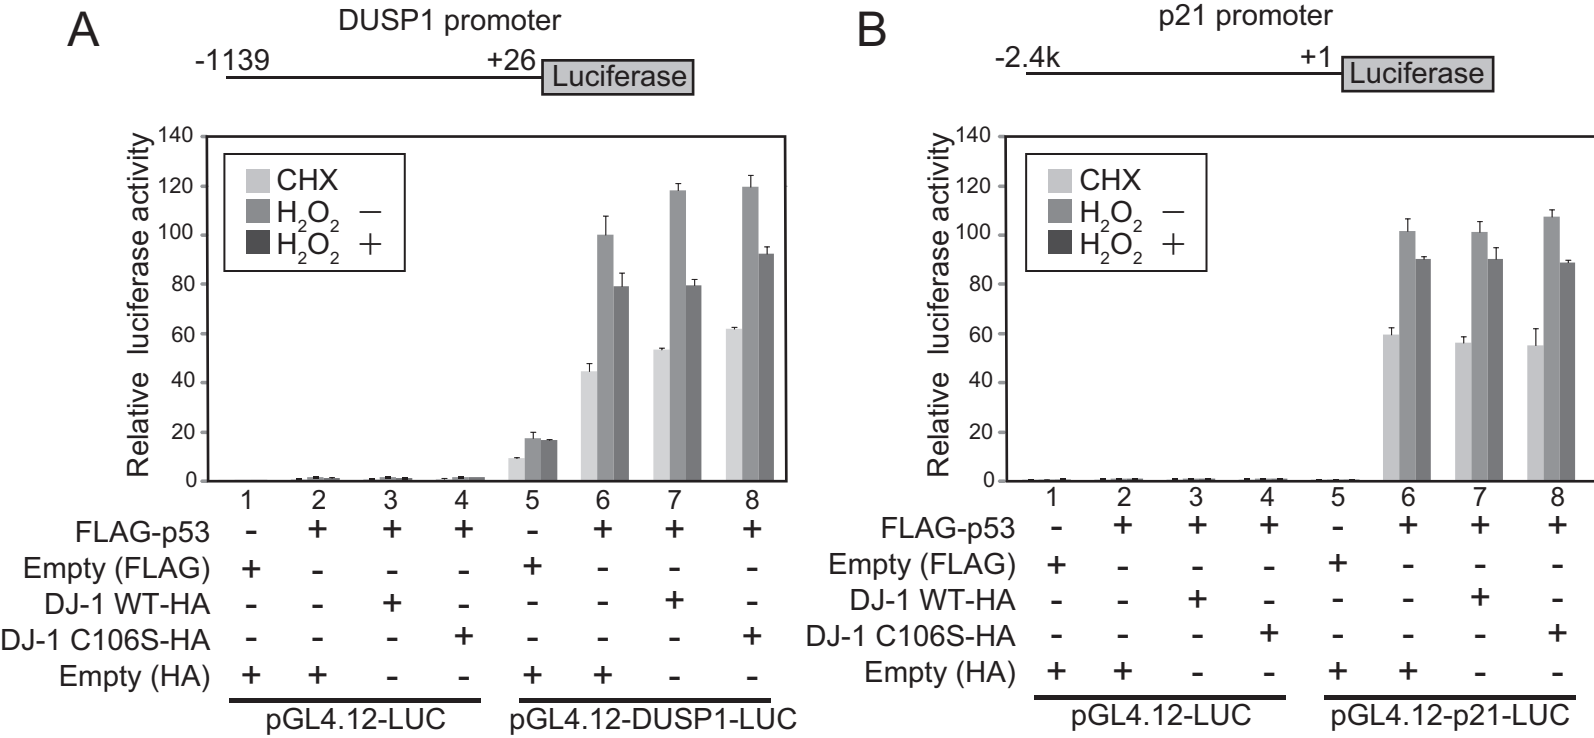 A
DUSP1 promoter
-1139
+26
Luciferase
Relative luciferase activity
140
120
100
80
60
40
20
0
CHX
H2O2 −
H2O2 +
1 2 3 4 5 6 7 8
FLAG-p53 - + + + - + + +
Empty (FLAG) + - - - + - - -
DJ-1 WT-HA - - + - - - + -
DJ-1 C106S-HA - - - + - - - +
Empty (HA) + + - - + + - -
pGL4.12-LUC
pGL4.12-DUSP1-LUC
B
p21 promoter
-2.4k
+1
Luciferase
Relative luciferase activity
140
120
100
80
60
40
20
0
CHX
H2O2 −
H2O2 +
1 2 3 4 5 6 7 8
FLAG-p53 - + + + - + + +
Empty (FLAG) + - - - + - - -
DJ-1 WT-HA - - + - - - + -
DJ-1 C106S-HA - - - + - - - +
Empty (HA) + + - - + + - -
pGL4.12-LUC
pGL4.12-p21-LUC